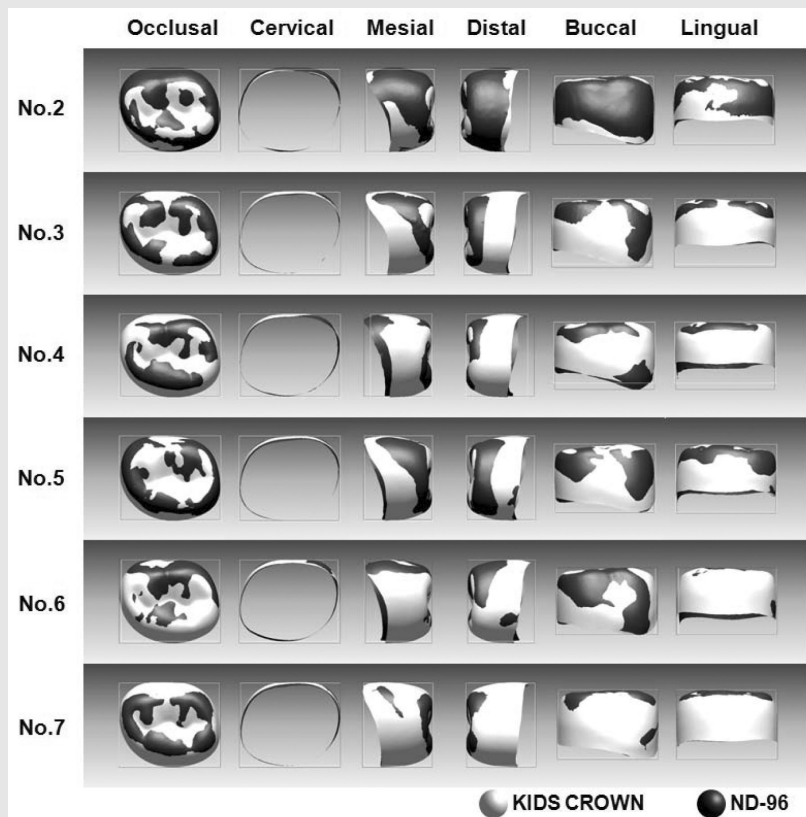 Occlusal Cervical Mesial Distal Buccal Lingual
No.2
No.3
No.4
No.5
No.6
No.7
KIDS CROWN ND-96